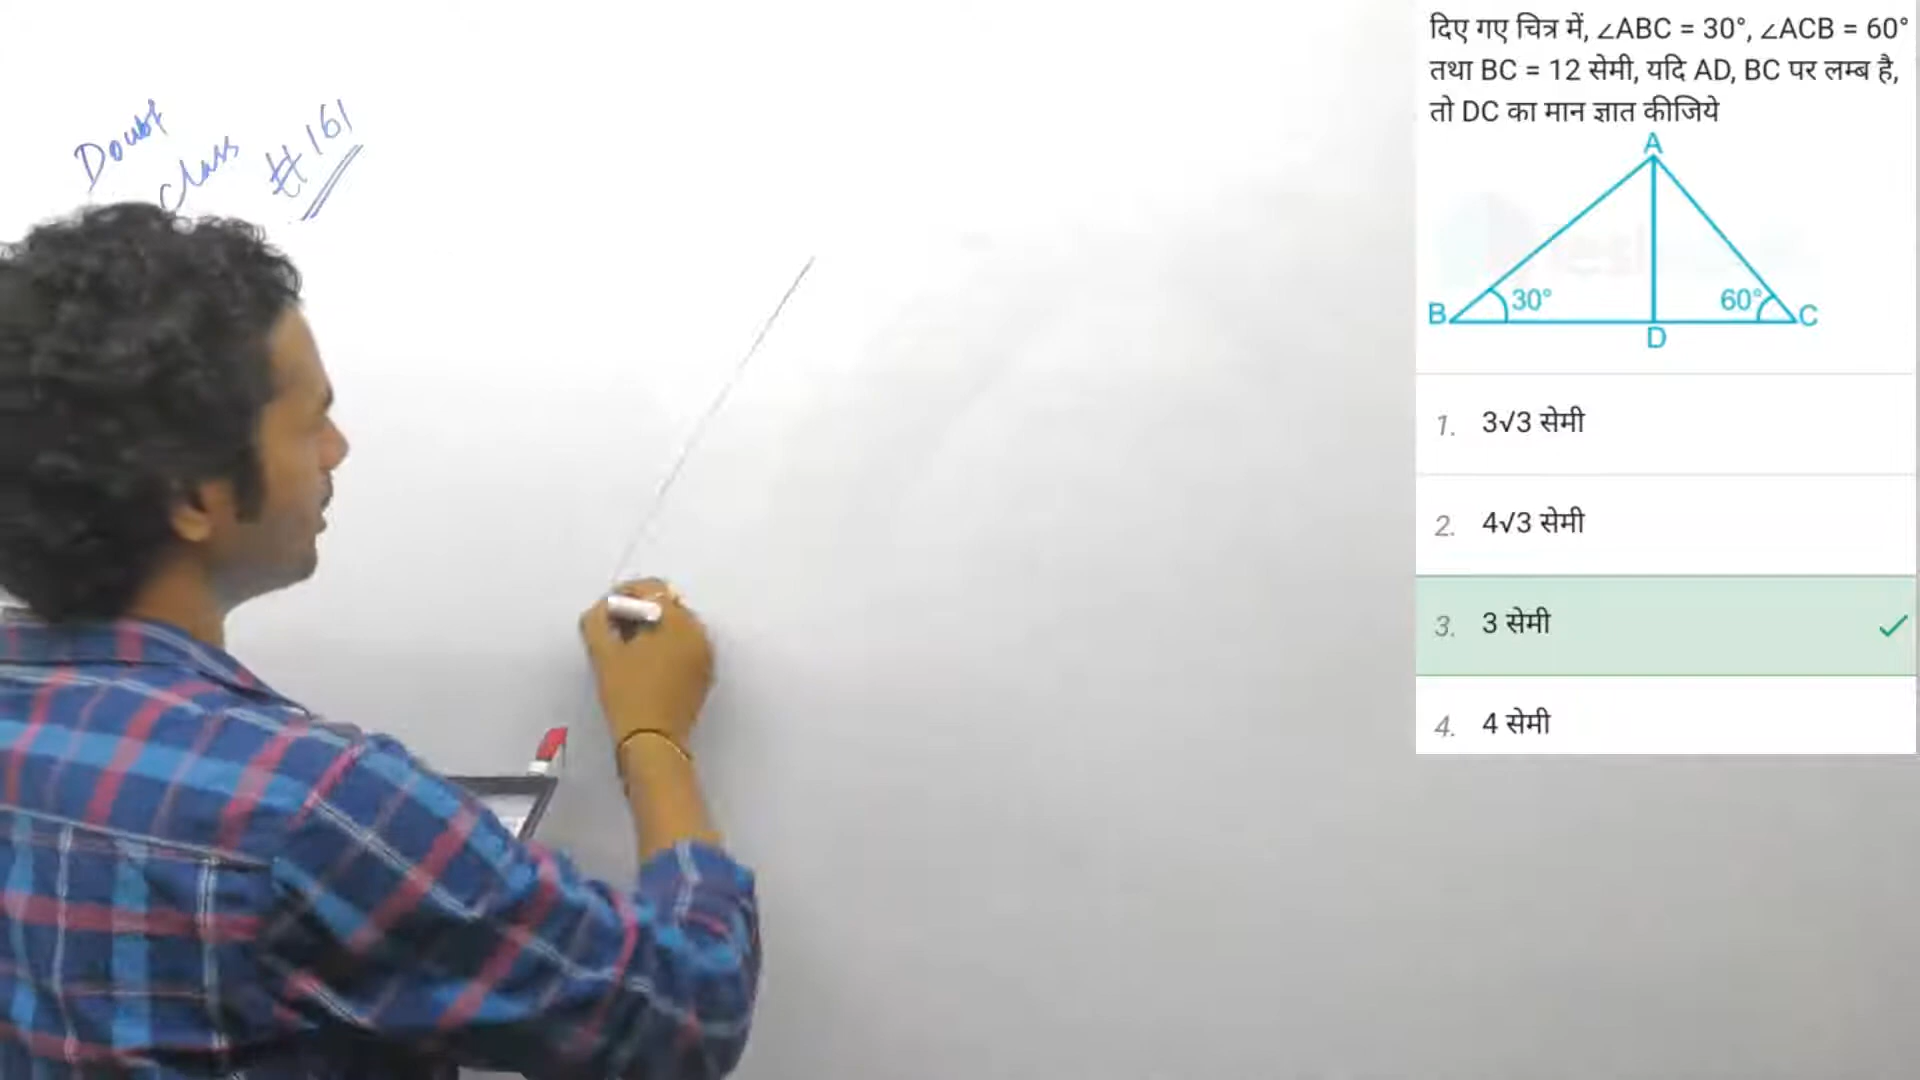 Doubt
class
#161
दिए गए चित्र में, ∠ABC = 30°, ∠ACB = 60°
तथा BC = 12 सेमी, यदि AD, BC पर लम्ब है,
तो DC का मान ज्ञात कीजिये
A
30°
60°
B
C
D
1. 3√3 सेमी
2. 4√3 सेमी
3. 3 सेमी
4. 4 सेमी